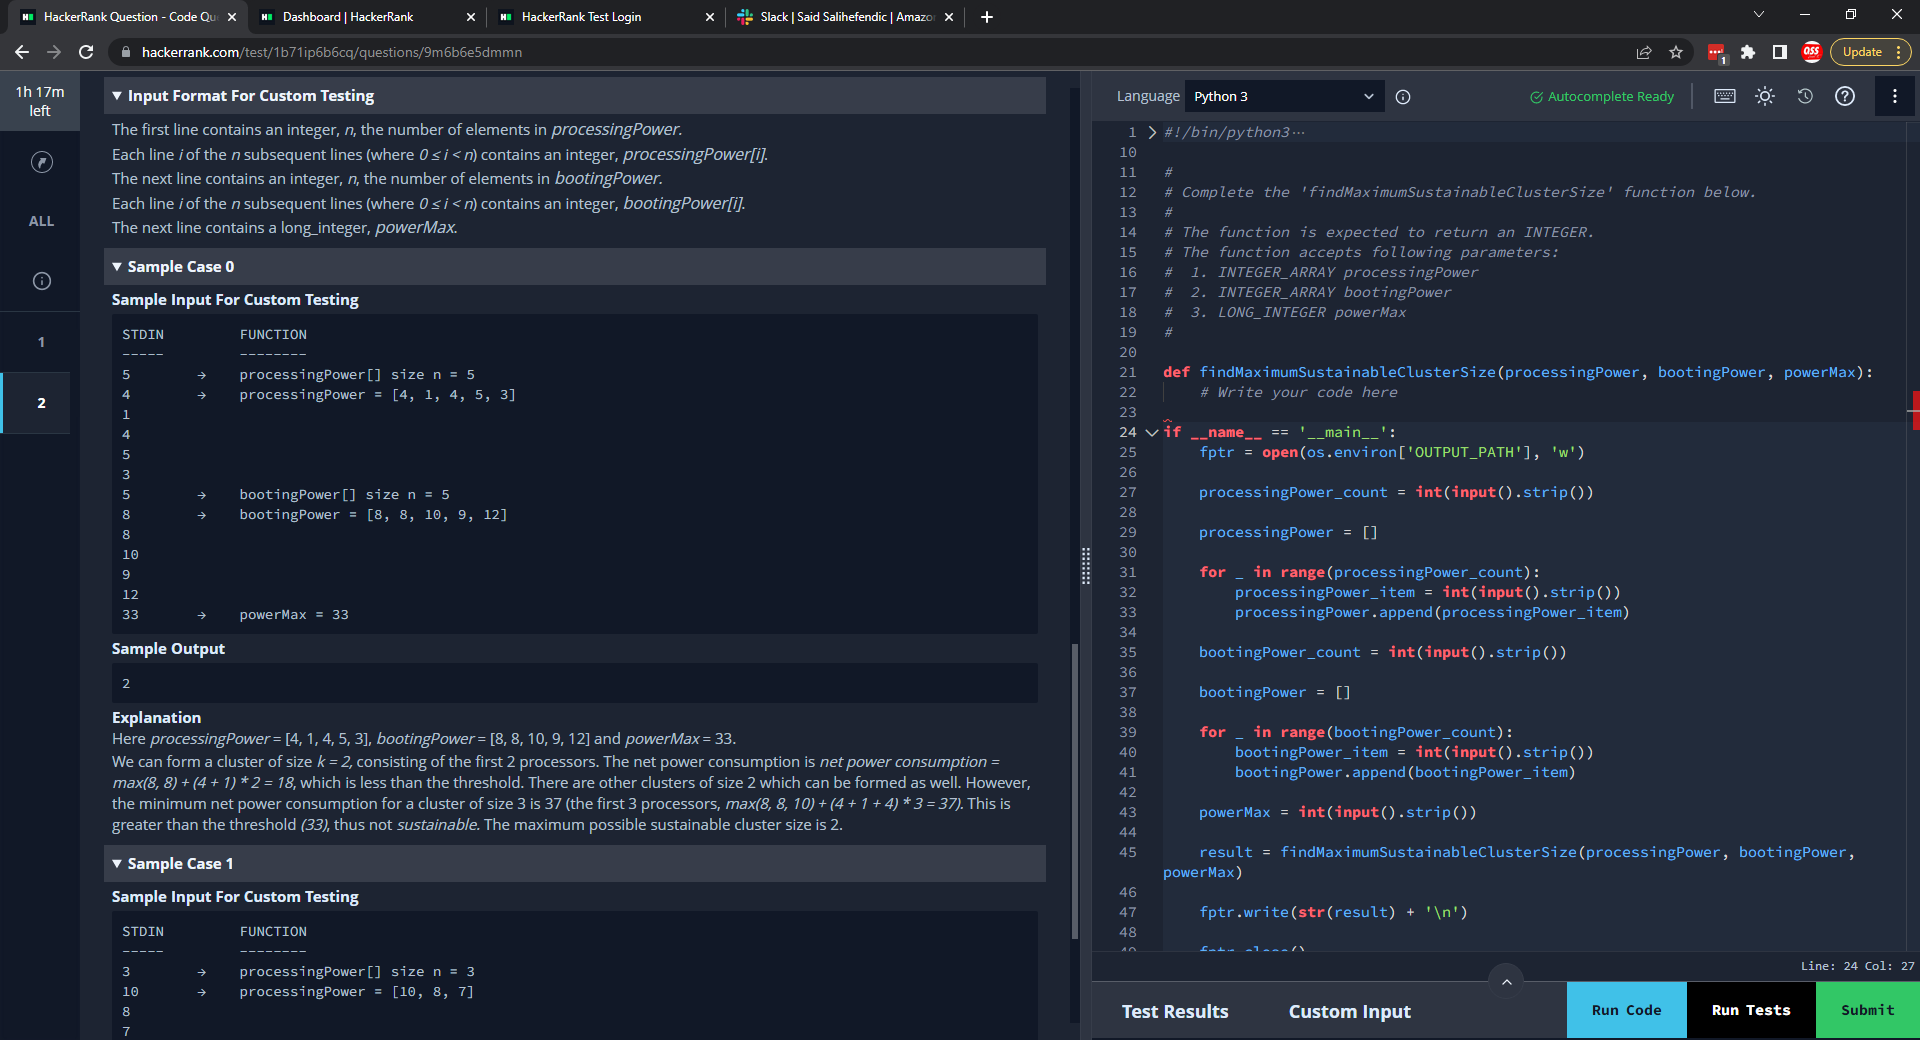 HackerRank Question - Code Qu
Dashboard | HackerRank
HackerRank Test Login
Slack | Said Salihefendic | Amazo
hackerrank.com/test/1b71ip6b6cq/questions/9m6b6e5dmmn
1
QSS
Update
1h 17m
left
ALL
1
2
▼ Input Format For Custom Testing
The first line contains an integer, n, the number of elements in processingPower.
Each line i of the n subsequent lines (where 0 ≤ i < n) contains an integer, processingPower[i].
The next line contains an integer, n, the number of elements in bootingPower.
Each line i of the n subsequent lines (where 0 ≤ i < n) contains an integer, bootingPower[i].
The next line contains a long_integer, powerMax.
▼ Sample Case 0
Sample Input For Custom Testing
STDIN FUNCTION
----- --------
5 → processingPower[] size n = 5
4 → processingPower = [4, 1, 4, 5, 3]
1
4
5
3
5 → bootingPower[] size n = 5
8 → bootingPower = [8, 8, 10, 9, 12]
8
10
9
12
33 → powerMax = 33
Sample Output
2
Explanation
Here processingPower = [4, 1, 4, 5, 3], bootingPower = [8, 8, 10, 9, 12] and powerMax = 33.
We can form a cluster of size k = 2, consisting of the first 2 processors. The net power consumption is net power consumption =
max(8, 8) + (4 + 1) * 2 = 18, which is less than the threshold. There are other clusters of size 2 which can be formed as well. However,
the minimum net power consumption for a cluster of size 3 is 37 (the first 3 processors, max(8, 8, 10) + (4 + 1 + 4) * 3 = 37). This is
greater than the threshold (33), thus not sustainable. The maximum possible sustainable cluster size is 2.
▼ Sample Case 1
Sample Input For Custom Testing
STDIN FUNCTION
----- --------
3 → processingPower[] size n = 3
10 → processingPower = [10, 8, 7]
8
7
Language Python 3
Autocomplete Ready
1 #!/bin/python3…
10
11 #
12 # Complete the 'findMaximumSustainableClusterSize' function below.
13 #
14 # The function is expected to return an INTEGER.
15 # The function accepts following parameters:
16 #  1. INTEGER_ARRAY processingPower
17 #  2. INTEGER_ARRAY bootingPower
18 #  3. LONG_INTEGER powerMax
19 #
20
21 def findMaximumSustainableClusterSize(processingPower, bootingPower, powerMax):
22     # Write your code here
23
24 if __name__ == '__main__':
25     fptr = open(os.environ['OUTPUT_PATH'], 'w')
26
27     processingPower_count = int(input().strip())
28
29     processingPower = []
30
31     for _ in range(processingPower_count):
32         processingPower_item = int(input().strip())
33         processingPower.append(processingPower_item)
34
35     bootingPower_count = int(input().strip())
36
37     bootingPower = []
38
39     for _ in range(bootingPower_count):
40         bootingPower_item = int(input().strip())
41         bootingPower.append(bootingPower_item)
42
43     powerMax = int(input().strip())
44
45     result = findMaximumSustainableClusterSize(processingPower, bootingPower,
powerMax)
46
47     fptr.write(str(result) + '\n')
48
49     fptr.close()
Line: 24 Col: 27
Test Results
Custom Input
Run Code
Run Tests
Submit